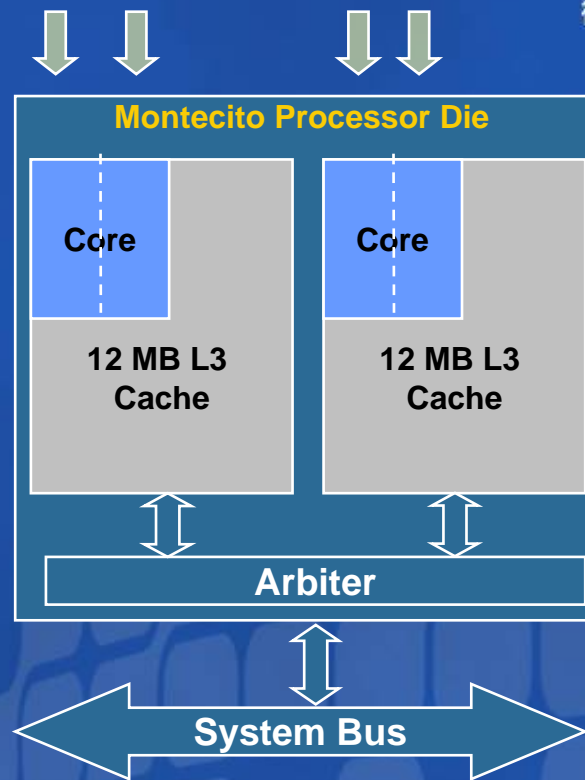 Montecito Processor Die
Core
Core
12 MB L3
Cache
12 MB L3
Cache
Arbiter
System Bus